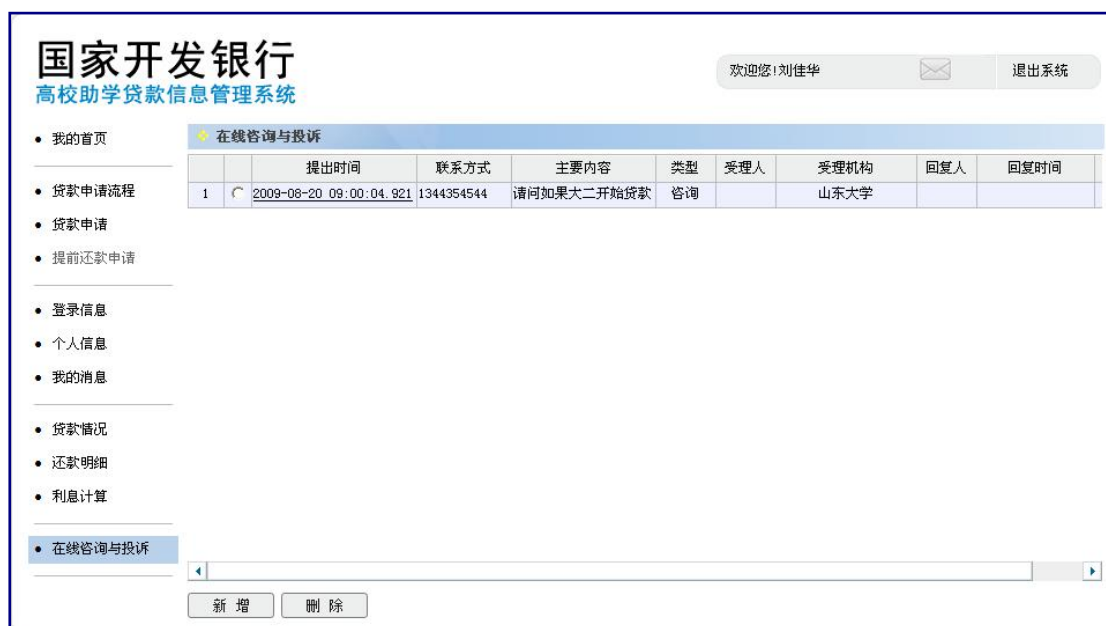 国家开发银行
高校助学贷款信息管理系统
欢迎您!刘佳华 退出系统
我的首页
贷款申请流程
贷款申请
提前还款申请
登录信息
个人信息
我的消息
贷款情况
还款明细
利息计算
在线咨询与投诉
在线咨询与投诉
提出时间 联系方式 主要内容 类型 受理人 受理机构 回复人 回复时间
1 2009-08-20 09:00:04.921 1344354544 请问如果大二开始贷款 咨询 山东大学
新 增 删 除